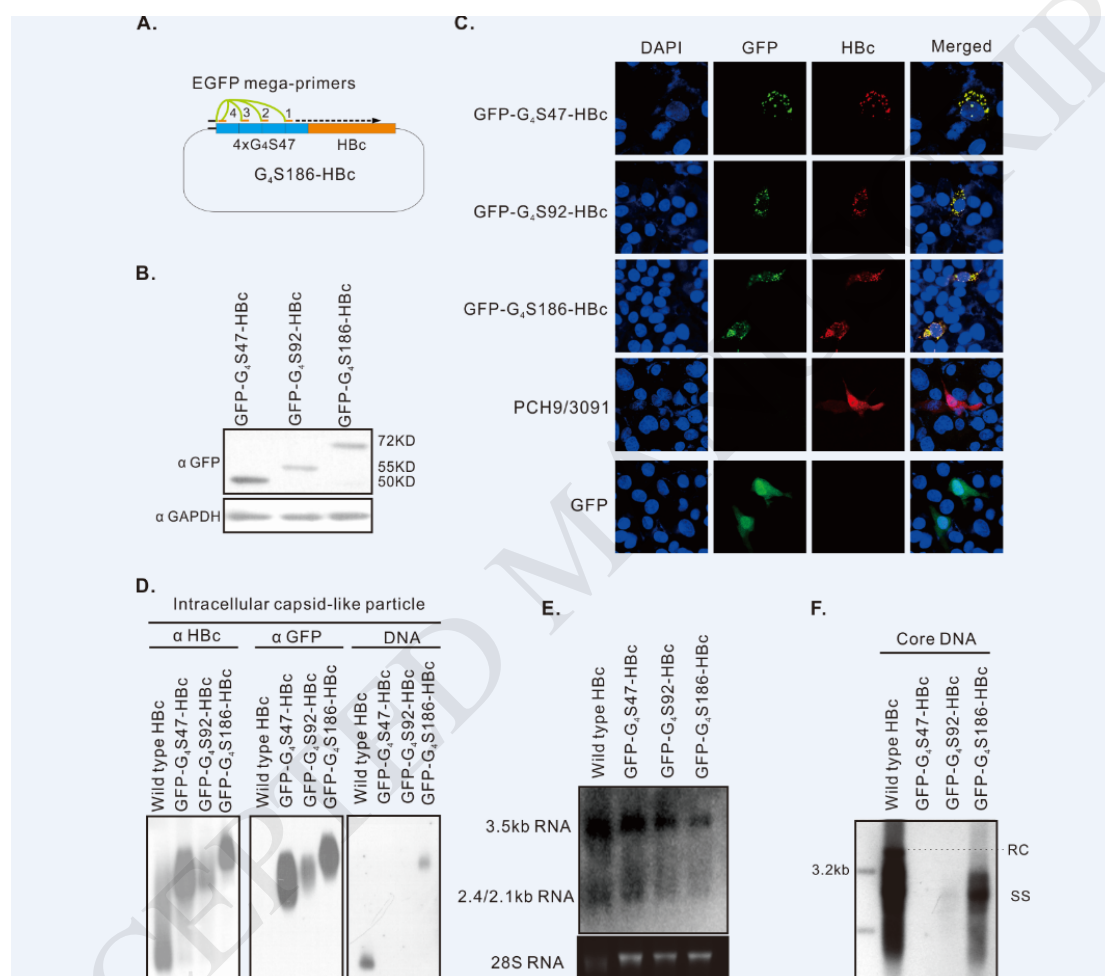 A.
EGFP mega-primers
4 3 2 1
4xG₄S47 HBc
G₄S186-HBc
B.
GFP-G₄S47-HBc
GFP-G₄S92-HBc
GFP-G₄S186-HBc
α GFP
72KD
55KD
50KD
α GAPDH
C.
DAPI GFP HBc Merged
GFP-G₄S47-HBc
GFP-G₄S92-HBc
GFP-G₄S186-HBc
PCH9/3091
GFP
D.
Intracellular capsid-like particle
α HBc α GFP DNA
Wild type HBc
GFP-G₄S47-HBc
GFP-G₄S92-HBc
GFP-G₄S186-HBc
Wild type HBc
GFP-G₄S47-HBc
GFP-G₄S92-HBc
GFP-G₄S186-HBc
Wild type HBc
GFP-G₄S47-HBc
GFP-G₄S92-HBc
GFP-G₄S186-HBc
E.
Wild type HBc
GFP-G₄S47-HBc
GFP-G₄S92-HBc
GFP-G₄S186-HBc
3.5kb RNA
2.4/2.1kb RNA
28S RNA
F.
Core DNA
Wild type HBc
GFP-G₄S47-HBc
GFP-G₄S92-HBc
GFP-G₄S186-HBc
3.2kb
RC
SS